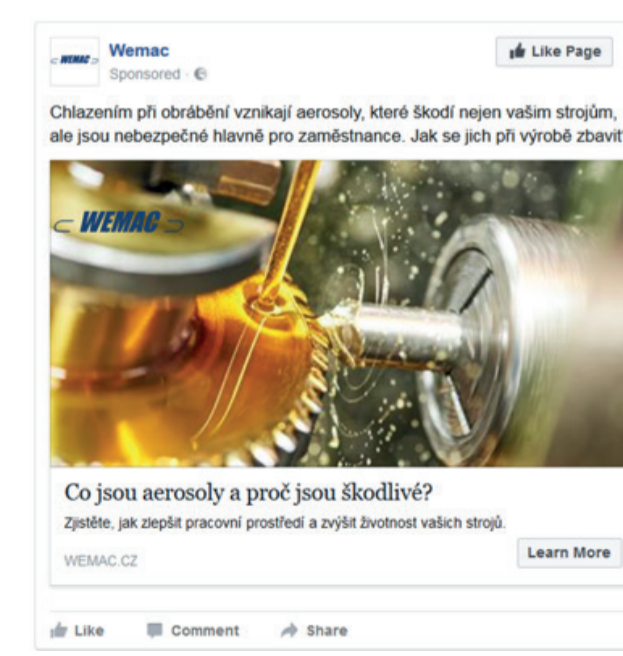 WEMAC
Wemac
Like Page
Sponsored
Chlazením při obrábění vznikají aerosoly, které škodí nejen vašim strojům,
ale jsou nebezpečné hlavně pro zaměstnance. Jak se jich při výrobě zbavit
WEMAC
Co jsou aerosoly a proč jsou škodlivé?
Zjistěte, jak zlepšit pracovní prostředí a zvýšit životnost vašich strojů.
WEMAC.CZ
Learn More
Like Comment Share